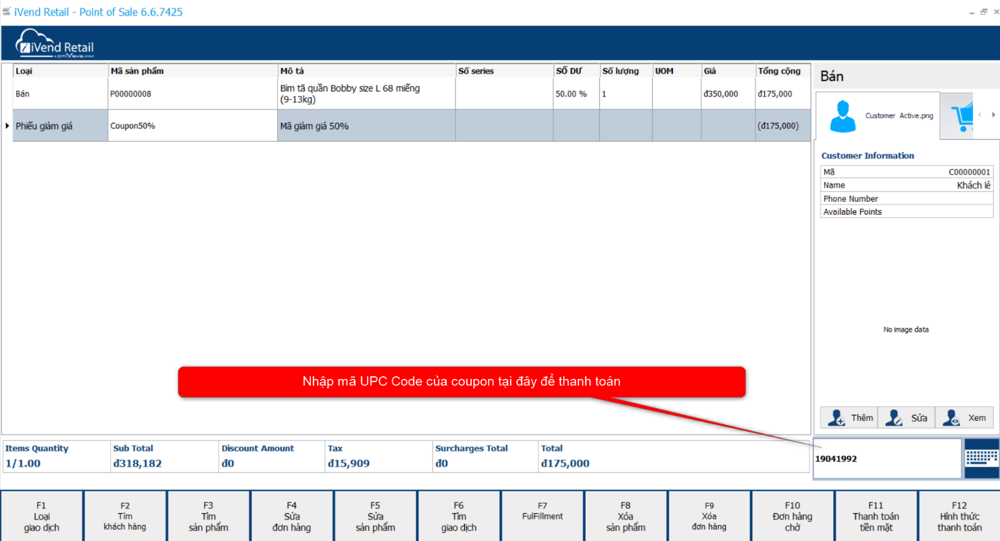 iVend Retail - Point of Sale 6.6.7425
iVend Retail
Loại Mã sản phẩm Mô tả Số series SỐ DƯ Số lượng UOM Giá Tổng cộng
Bán P00000008 Bỉm tã quần Bobby size L 68 miếng 50.00 % 1 đ350,000 đ175,000
(9-13kg)
Phiếu giảm giá Coupon50% Mã giảm giá 50% (đ175,000)
Bán
Customer Active.png
Customer Information
Mã C00000001
Name Khách lẻ
Phone Number
Available Points
No image data
Nhập mã UPC Code của coupon tại đây để thanh toán
Thêm Sửa Xem
Items Quantity Sub Total Discount Amount Tax Surcharges Total Total
1/1.00 đ318,182 đ0 đ15,909 đ0 đ175,000
19041992
F1
Loại
giao dịch
F2
Tìm
khách hàng
F3
Tìm
sản phẩm
F4
Sửa
đơn hàng
F5
Sửa
sản phẩm
F6
Tìm
giao dịch
F7
FulFillment
F8
Xóa
sản phẩm
F9
Xóa
đơn hàng
F10
Đơn hàng
chờ
F11
Thanh toán
tiền mặt
F12
Hình thức
thanh toán